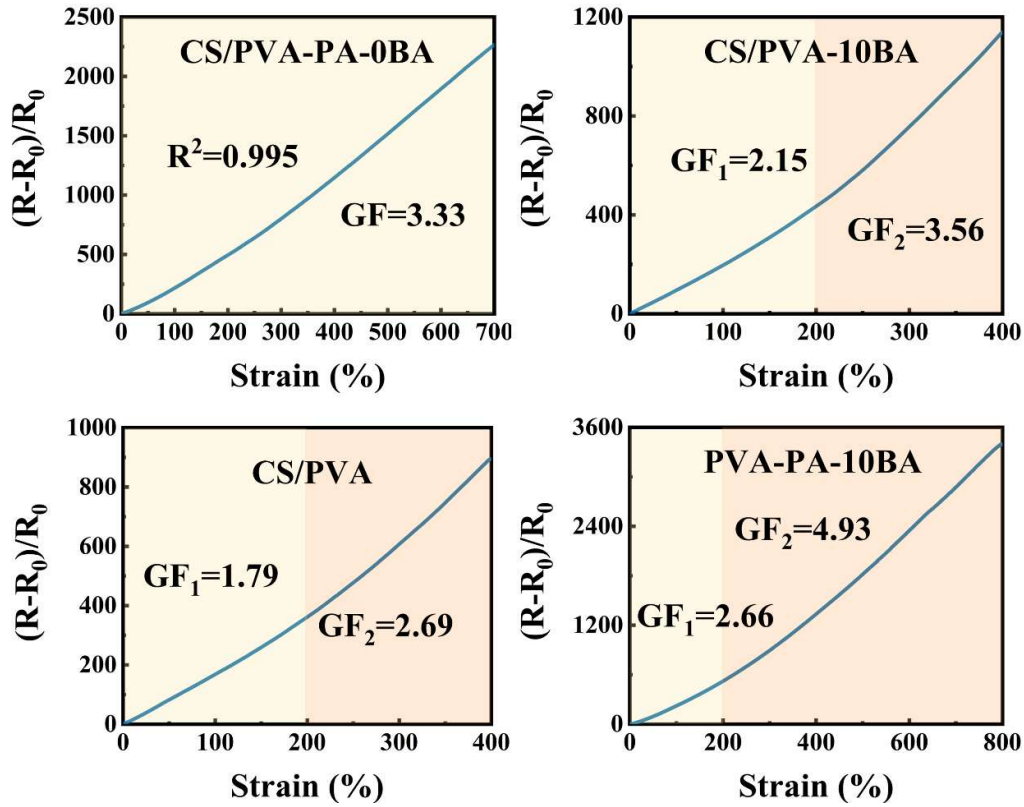 CS/PVA-PA-0BA
R²=0.995
GF=3.33
(R-R₀)/R₀
2500
2000
1500
1000
500
0
0 100 200 300 400 500 600 700
Strain (%)
CS/PVA-10BA
GF₁=2.15
GF₂=3.56
(R-R₀)/R₀
1200
800
400
0
0 100 200 300 400
Strain (%)
CS/PVA
GF₁=1.79
GF₂=2.69
(R-R₀)/R₀
1000
800
600
400
200
0
0 100 200 300 400
Strain (%)
PVA-PA-10BA
GF₂=4.93
GF₁=2.66
(R-R₀)/R₀
3600
2400
1200
0
0 200 400 600 800
Strain (%)